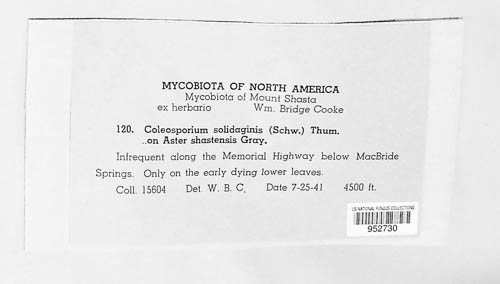 MYCOBIOTA OF NORTH AMERICA
Mycobiota of Mount Shasta
ex herbario Wm. Bridge Cooke
120. Coleosporium solidaginis (Schw.) Thum.
..on Aster shastensis Gray.
Infrequent along the Memorial Highway below MacBride
Springs. Only on the early dying lower leaves.
Coll. 15604 Det. W. B. C. Date 7-25-41 4500 ft.
US NATIONAL FUNGUS COLLECTIONS
952730